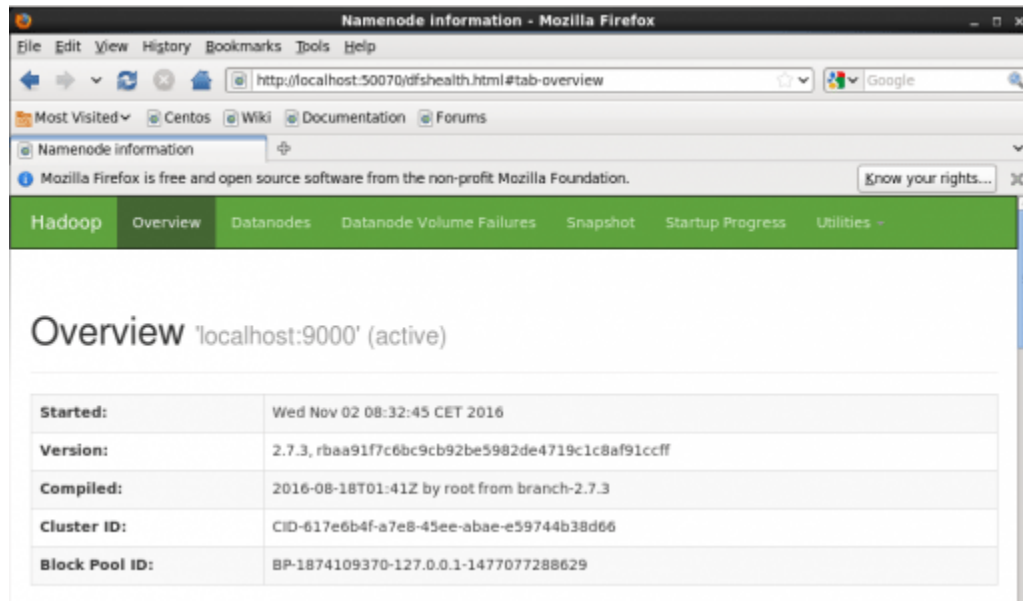 Namenode information - Mozilla Firefox
File Edit View History Bookmarks Tools Help
http://localhost:50070/dfshealth.html#tab-overview Google
Most Visited Centos Wiki Documentation Forums
Namenode information
Mozilla Firefox is free and open source software from the non-profit Mozilla Foundation. Know your rights...
Hadoop Overview Datanodes Datanode Volume Failures Snapshot Startup Progress Utilities
Overview 'localhost:9000' (active)
Started: Wed Nov 02 08:32:45 CET 2016
Version: 2.7.3, rbaa91f7c6bc9cb92be5982de4719c1c8af91ccff
Compiled: 2016-08-18T01:41Z by root from branch-2.7.3
Cluster ID: CID-617e6b4f-a7e8-45ee-abae-e59744b38d66
Block Pool ID: BP-1874109370-127.0.0.1-1477077288629